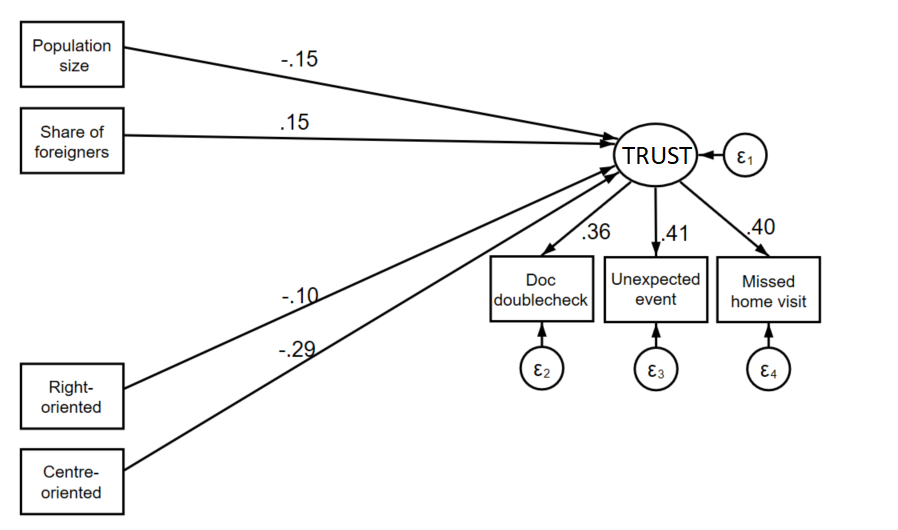 Population
size
-.15
Share of
foreigners
.15
TRUST
ε1
.36
.41
.40
Doc
doublecheck
Unexpected
event
Missed
home visit
-.10
-.29
ε2
ε3
ε4
Right-
oriented
Centre-
oriented